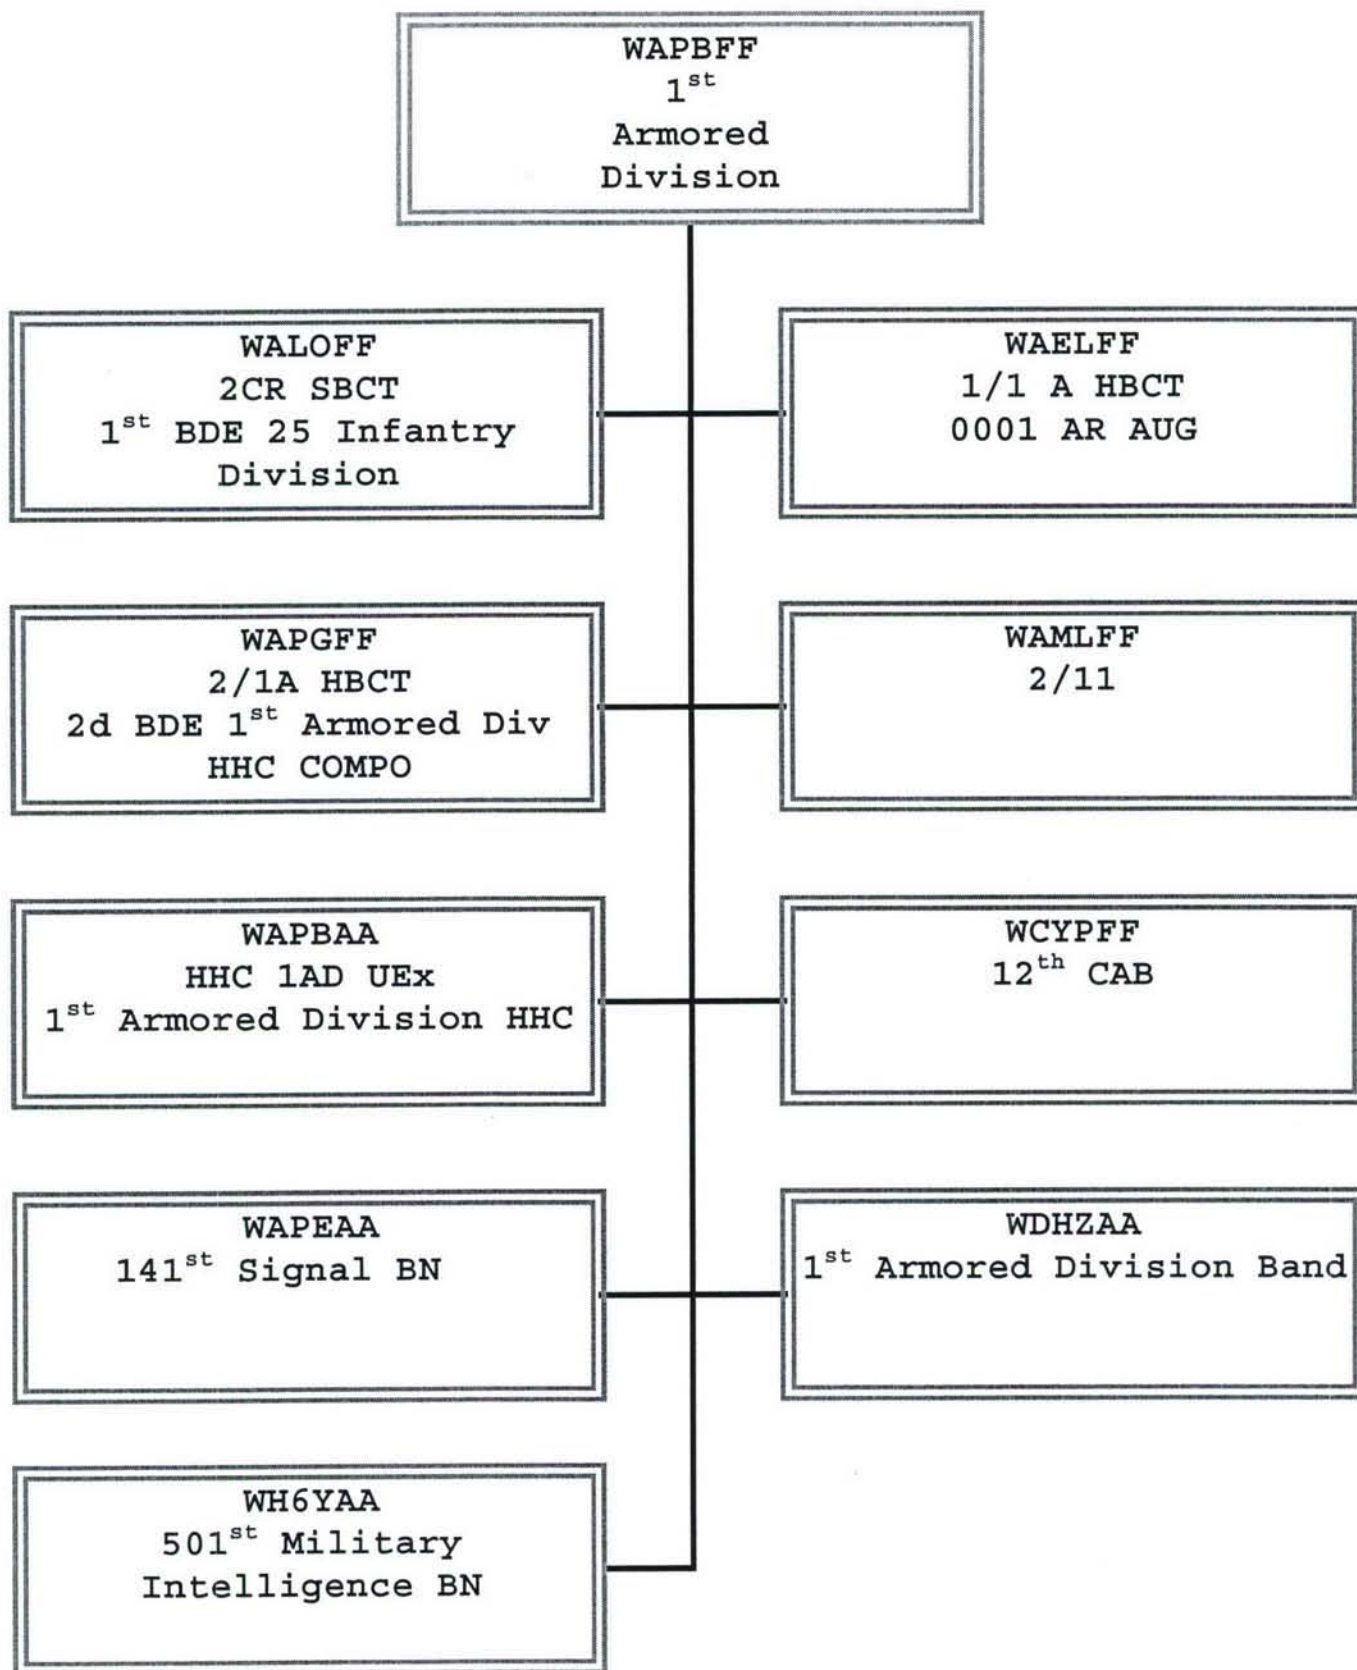 WAPBFF
1st
Armored
Division
WALOFF
2CR SBCT
1st BDE 25 Infantry
Division
WAELFF
1/1 A HBCT
0001 AR AUG
WAPGFF
2/1A HBCT
2d BDE 1st Armored Div
HHC COMPO
WAMLFF
2/11
WAPBAA
HHC 1AD UEx
1st Armored Division HHC
WCYPFF
12th CAB
WAPEAA
141st Signal BN
WDHZAA
1st Armored Division Band
WH6YAA
501st Military
Intelligence BN